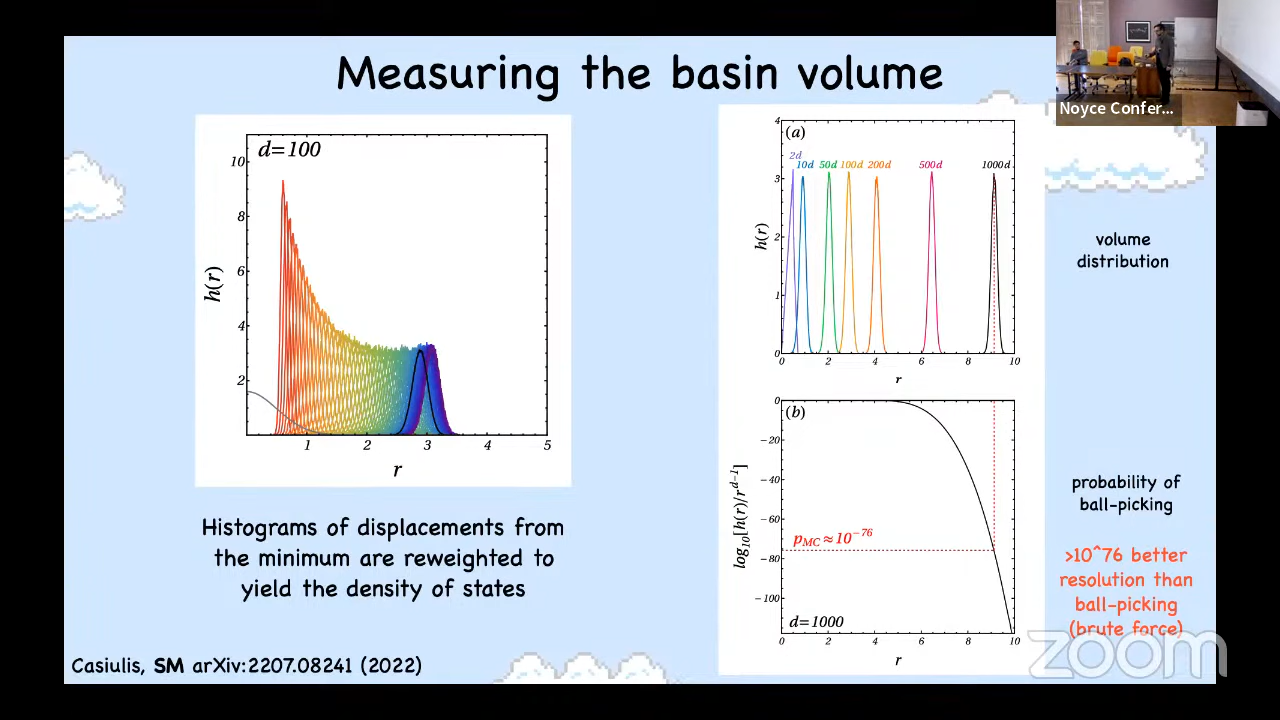 Measuring the basin volume
Noyce Confer...
d=100
10
8
6
4
2
h(r)
1 2 3 4 5
r
Histograms of displacements from
the minimum are reweighted to
yield the density of states
Casiulis, SM arXiv:2207.08241 (2022)
(a)
2d 10d 50d 100d 200d 500d 1000d
4
3
2
1
0
h(r)
0 2 4 6 8 10
r
volume
distribution
(b)
0
-20
-40
-60
-80
-100
log10[h(r)/r^d-1]
pMC≈10^-76
d=1000
0 2 4 6 8 10
r
probability of
ball-picking
>10^76 better
resolution than
ball-picking
(brute force)
zoom